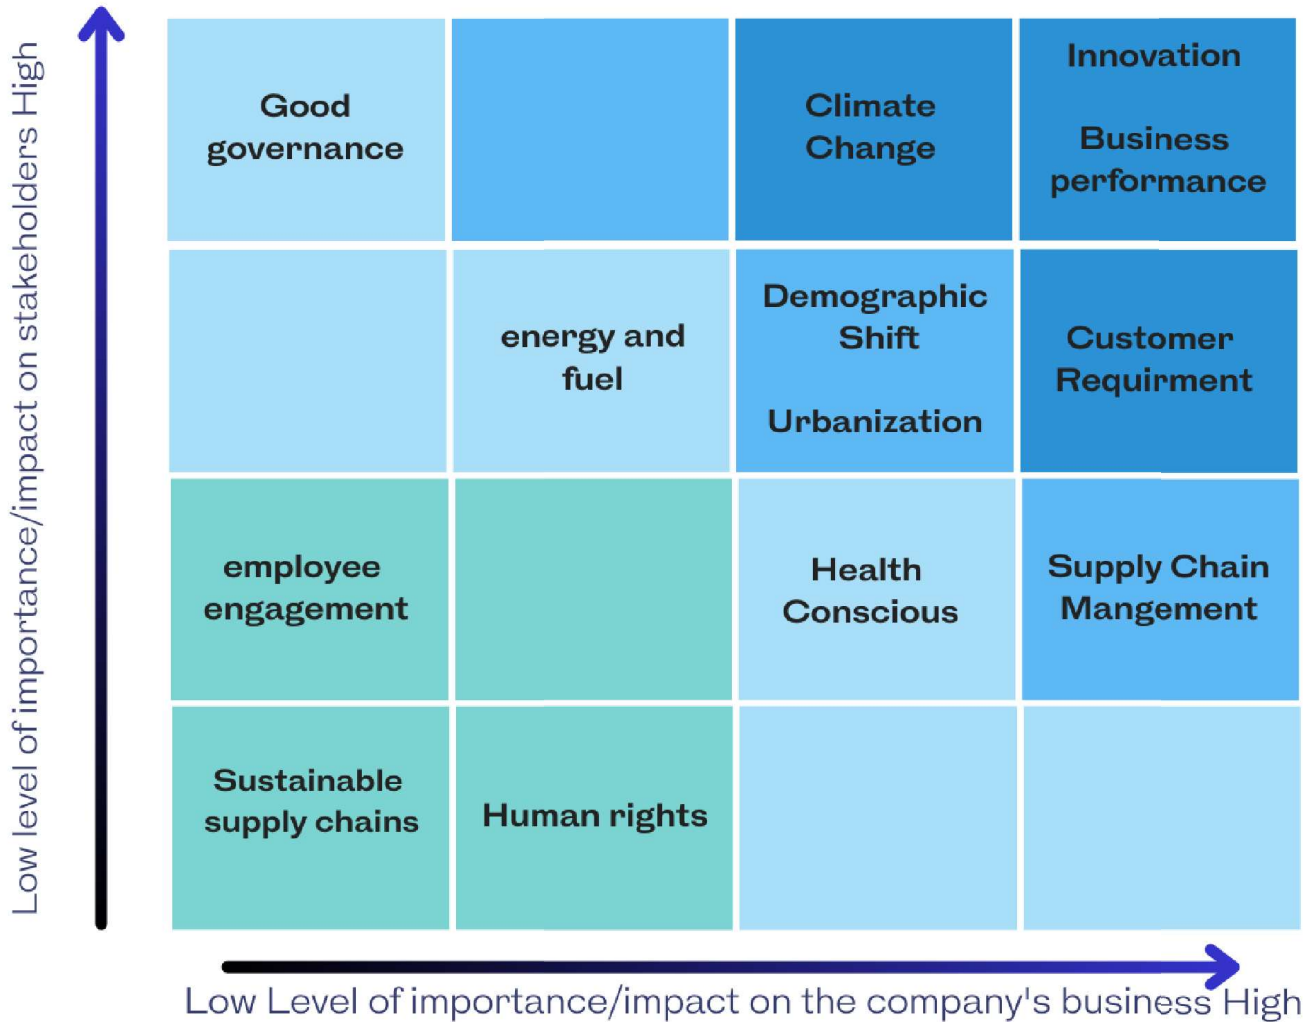 Low level of importance/impact on stakeholders High
Good
governance
Climate
Change
Innovation
Business
performance
energy and
fuel
Demographic
Shift
Urbanization
Customer
Requirment
employee
engagement
Health
Conscious
Supply Chain
Mangement
Sustainable
supply chains
Human rights
Low Level of importance/impact on the company's business High